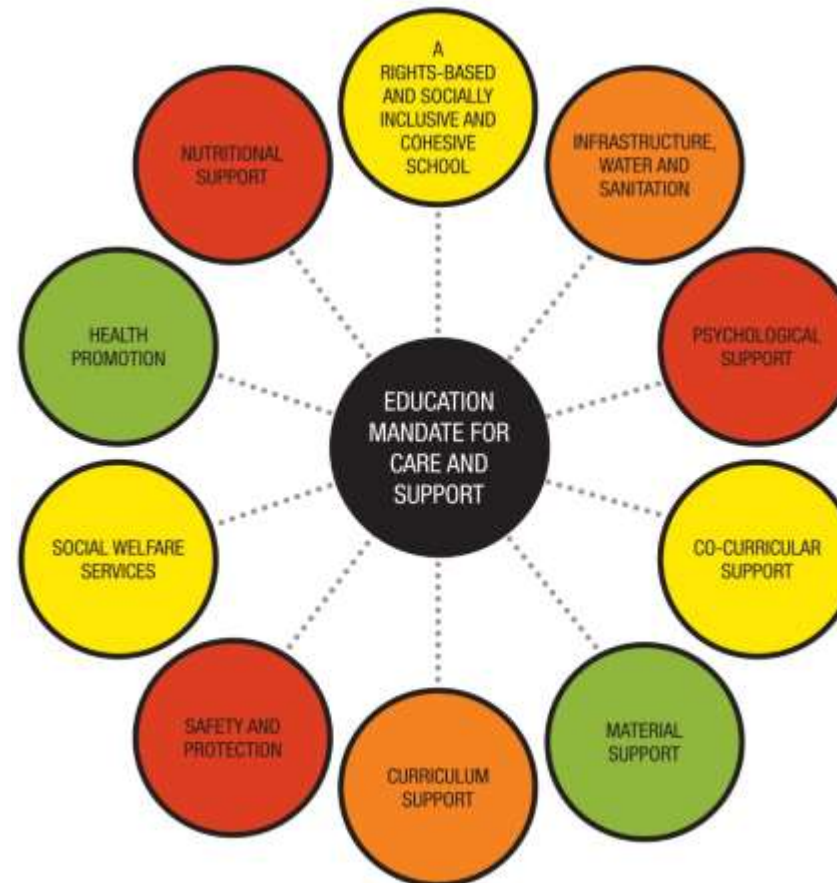 A
RIGHTS-BASED
AND SOCIALLY
INCLUSIVE AND
COHESIVE
SCHOOL
INFRASTRUCTURE,
WATER AND
SANITATION
PSYCHOLOGICAL
SUPPORT
CO-CURRICULAR
SUPPORT
MATERIAL
SUPPORT
CURRICULUM
SUPPORT
SAFETY AND
PROTECTION
SOCIAL WELFARE
SERVICES
HEALTH
PROMOTION
NUTRITIONAL
SUPPORT
EDUCATION
MANDATE FOR
CARE AND
SUPPORT